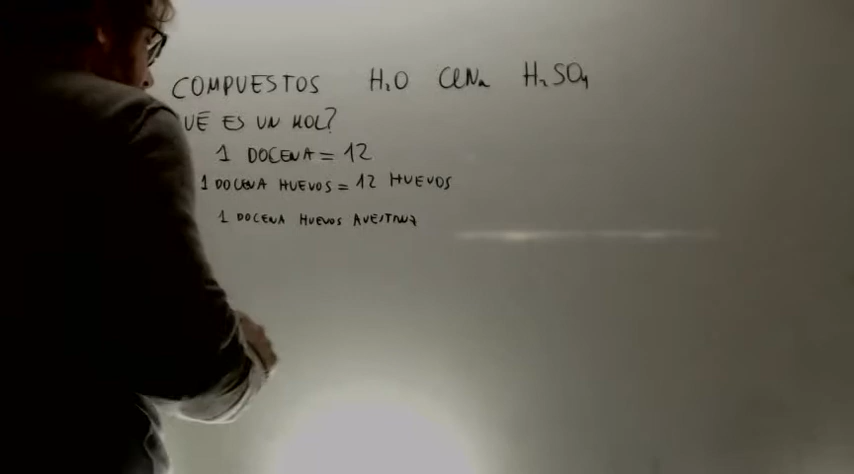 COMPUESTOS H₂O ClNa H₂SO₄
UÉ ES UN MOL?
1 DOCENA = 12
1 DOCENA HUEVOS = 12 HUEVOS
1 DOCENA HUEVOS AVESTRUZ